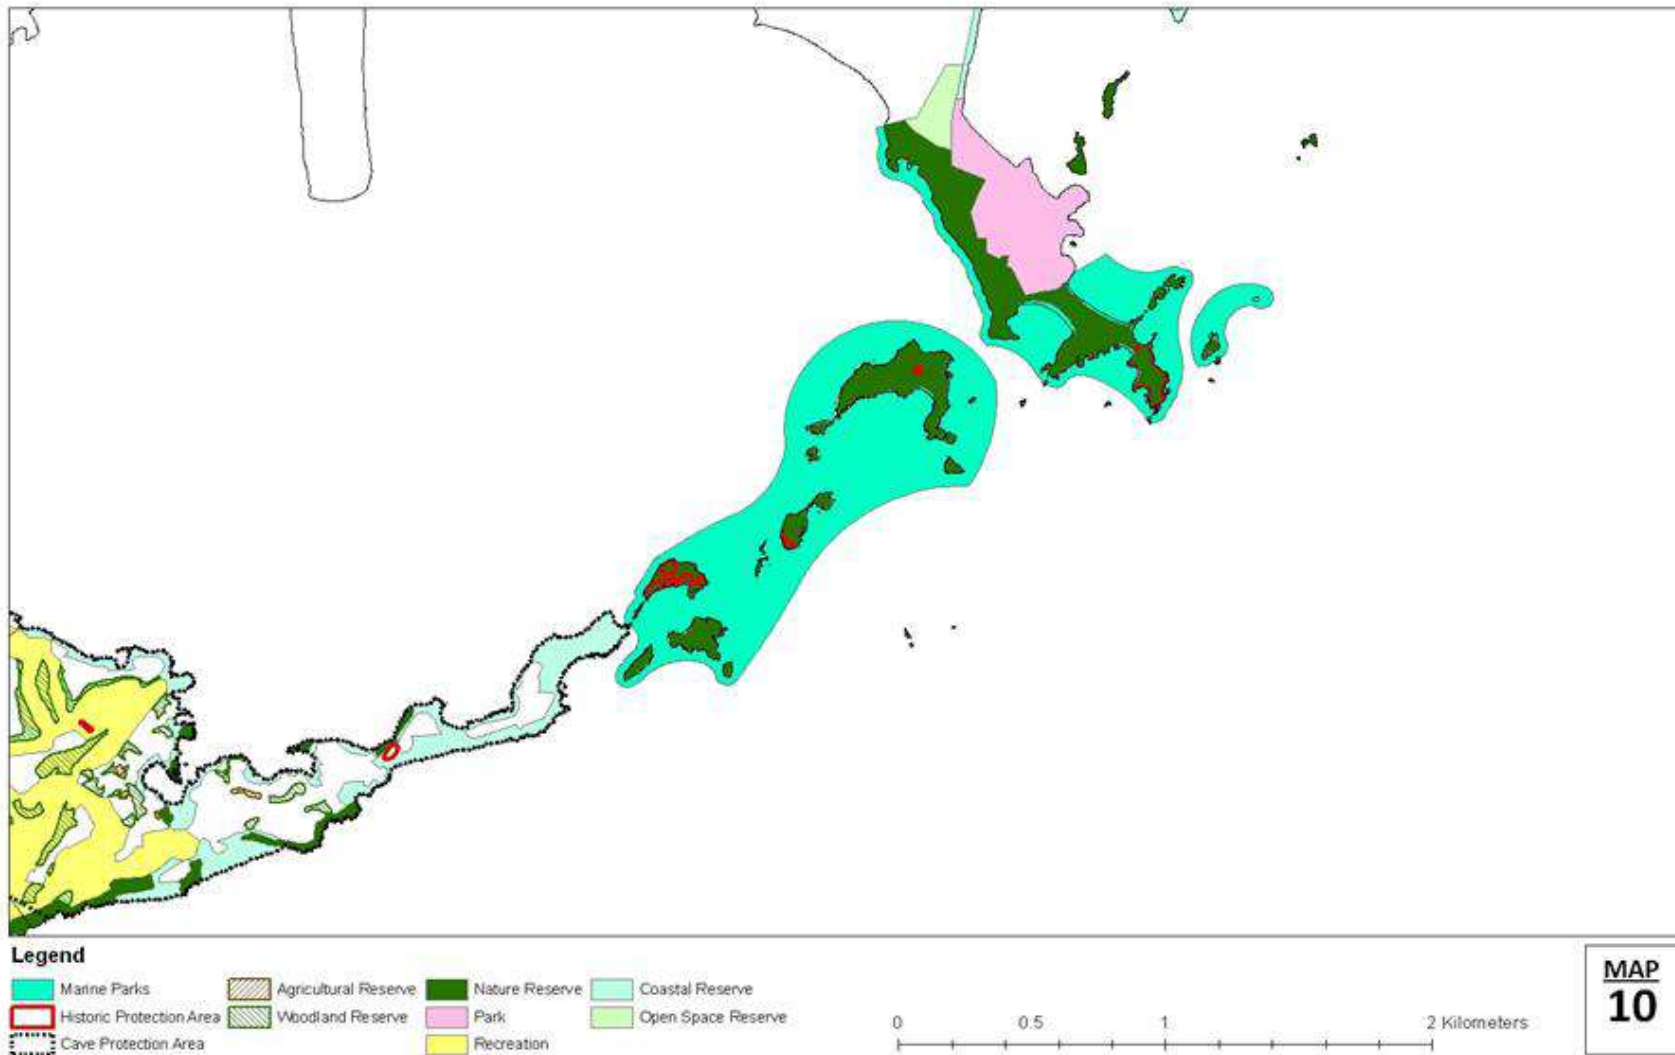 Legend
Marine Parks
Agricultural Reserve
Nature Reserve
Coastal Reserve
Historic Protection Area
Woodland Reserve
Park
Open Space Reserve
Cave Protection Area
Recreation
0 0.5 1 2 Kilometers
MAP
10